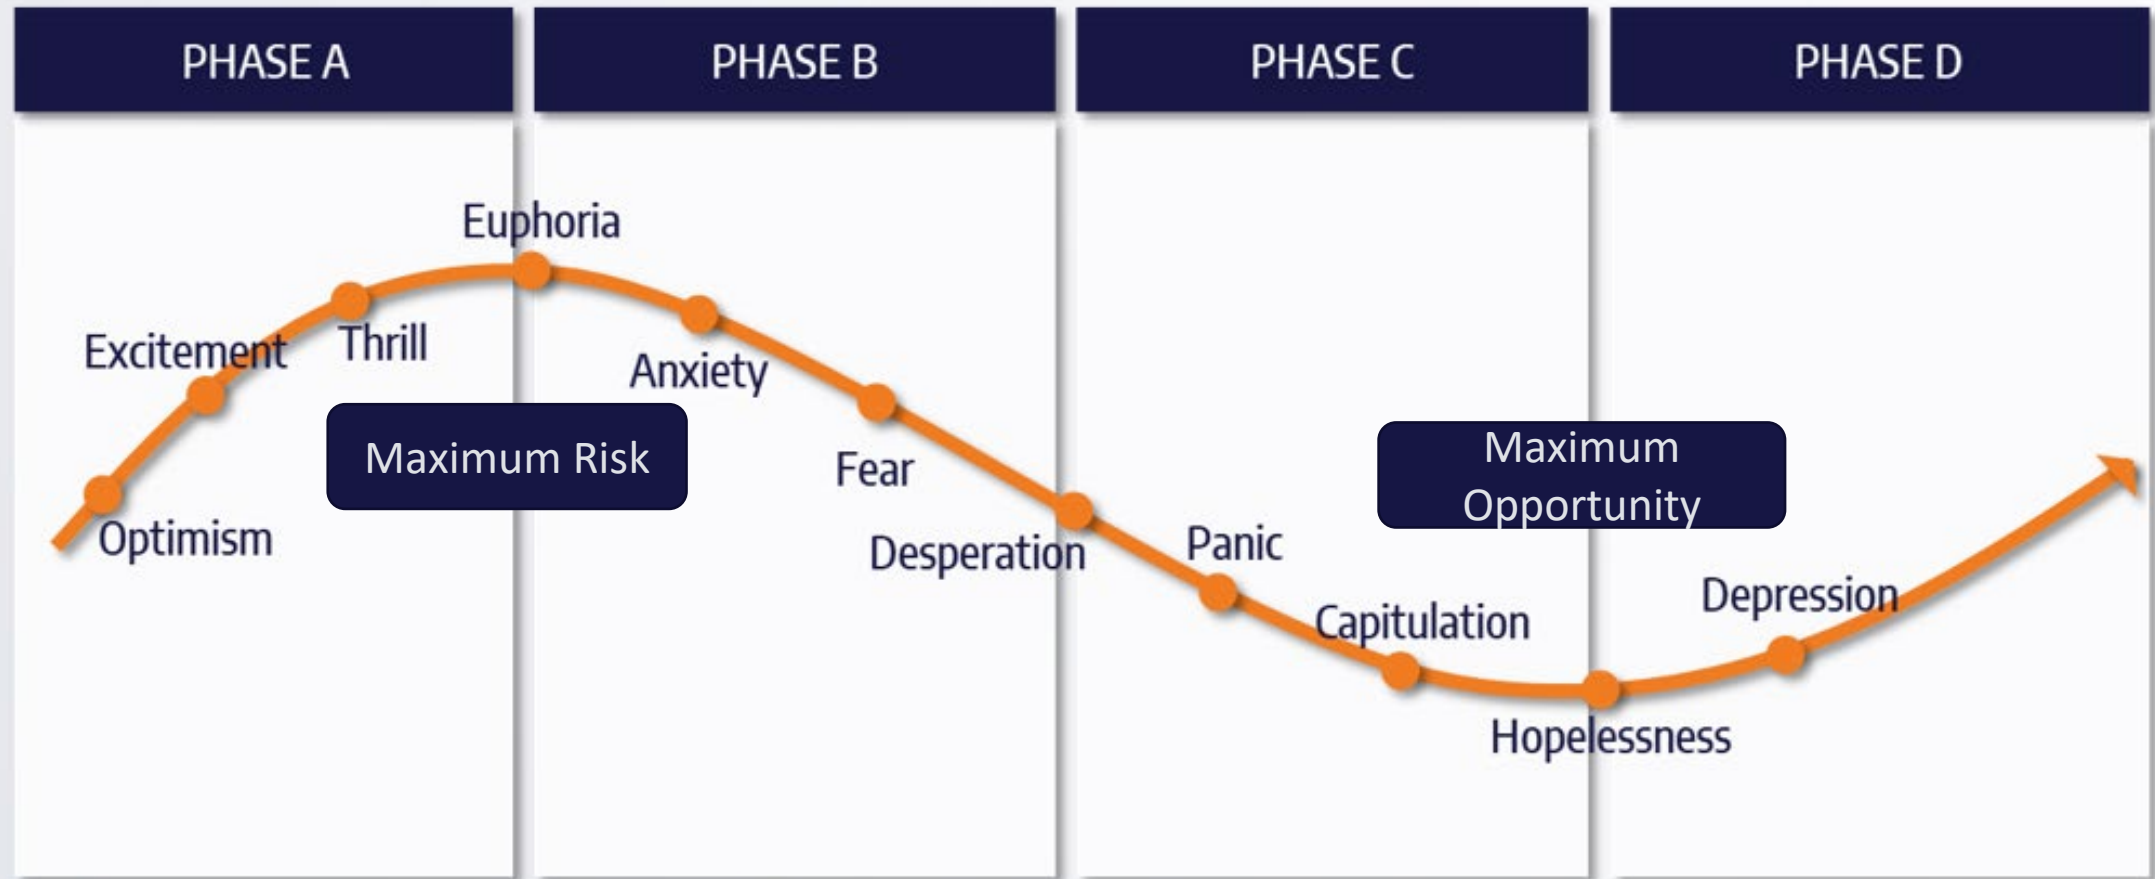 PHASE A
PHASE B
PHASE C
PHASE D
Euphoria
Excitement
Thrill
Anxiety
Maximum Risk
Maximum
Opportunity
Fear
Optimism
Desperation
Panic
Capitulation
Depression
Hopelessness